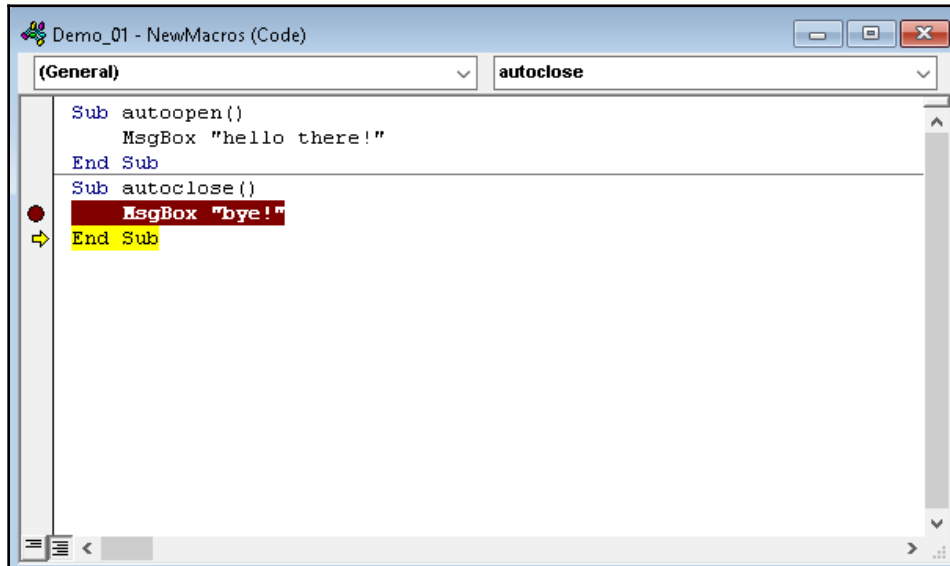 Demo_01 - NewMacros (Code)
(General) autoclose
Sub autoopen()
MsgBox "hello there!"
End Sub
Sub autoclose()
MsgBox "bye!"
End Sub